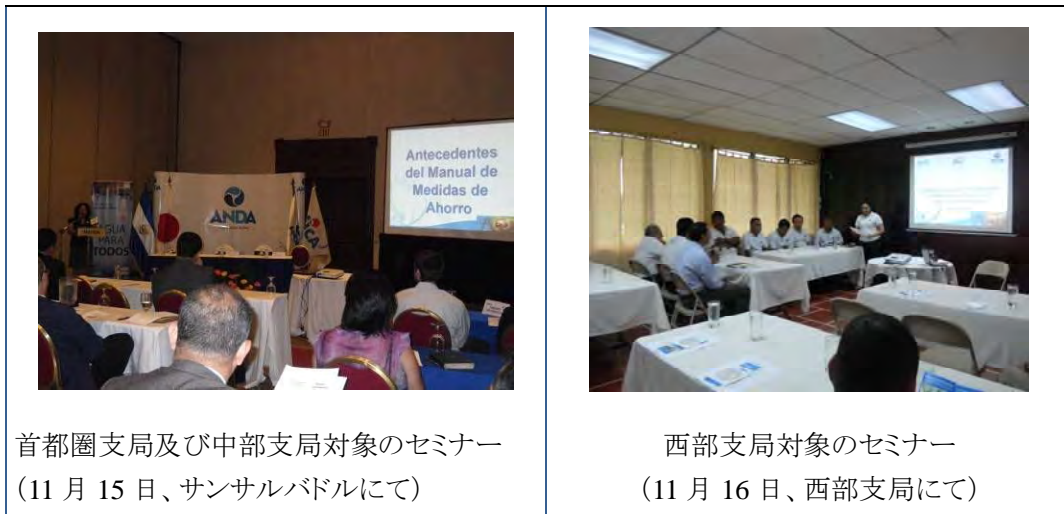 Antecedentes
del Manual de
Medidas de
Ahorro
ANDA
AGUA
PARA
TODOS
首都圏支局及び中部支局対象のセミナー
(11 月 15 日、サンサルバドルにて)
西部支局対象のセミナー
(11 月 16 日、西部支局にて)